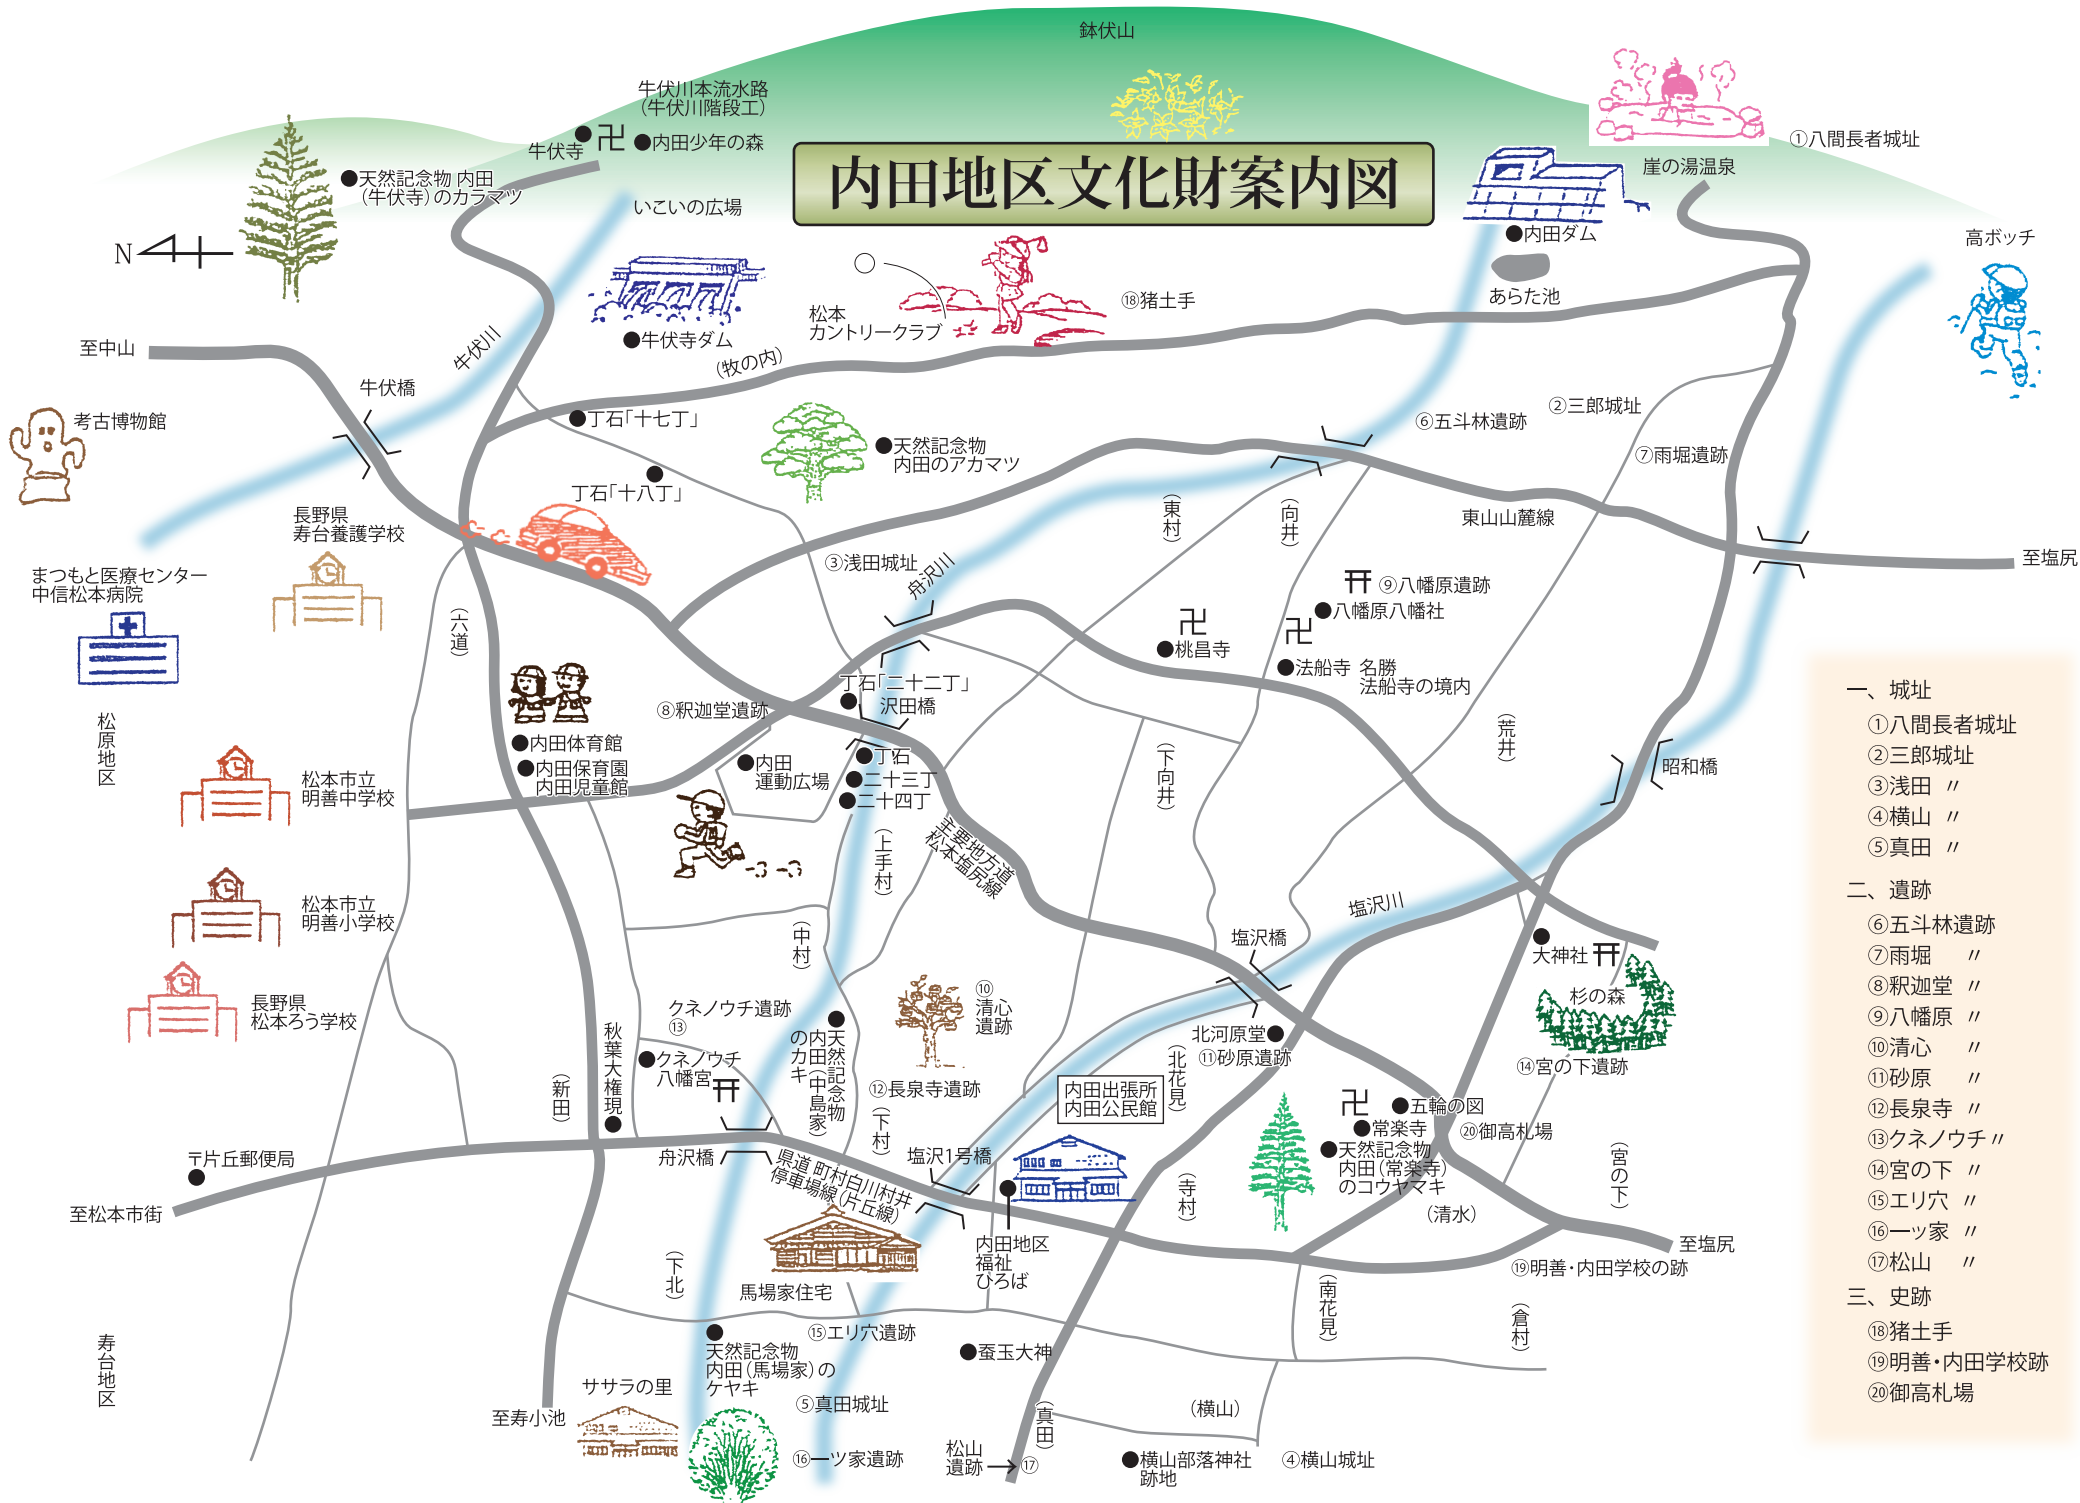 鉢伏山
牛伏川本流水路
（牛伏川階段工）
牛伏寺
内田少年の森
天然記念物 内田
（牛伏寺）のカラマツ
いこいの広場
内田地区文化財案内図
①八間長者城址
崖の湯温泉
内田ダム
高ボッチ
あらた池
N
松本
カントリークラブ
⑱猪土手
至中山
牛伏川
牛伏寺ダム
（牧の内）
牛伏橋
考古博物館
丁石「十七丁」
丁石「十八丁」
天然記念物
内田のアカマツ
⑥五斗林遺跡
②三郎城址
⑦雨堀遺跡
長野県
寿台養護学校
（東村）
（向井）
東山山麓線
至塩尻
まつもと医療センター
中信松本病院
③浅田城址
舟沢川
⑨八幡原遺跡
八幡原八幡社
（六道）
桃昌寺
法船寺 名勝
法船寺の境内
⑧釈迦堂遺跡
丁石「二十二丁」
沢田橋
松原地区
内田体育館
内田保育園
内田児童館
内田
運動広場
丁石
二十三丁
二十四丁
（下向井）
（荒井）
昭和橋
松本市立
明善中学校
主要地方道
松本塩尻線
（上手村）
松本市立
明善小学校
（中村）
塩沢川
塩沢橋
大神社
杉の森
長野県
松本ろう学校
クネノウチ遺跡
⑬
クネノウチ
八幡宮
秋葉大権現
（新田）
天然記念物
内田（中島家）
のカキ
⑩
清心
遺跡
⑫長泉寺遺跡
（下村）
北河原堂
⑪砂原遺跡
（北花見）
内田出張所
内田公民館
⑭宮の下遺跡
五輪の図
常楽寺
天然記念物
内田（常楽寺）
のコウヤマキ
⑳御高札場
（宮の下）
（清水）
（寺村）
〒片丘郵便局
至松本市街
舟沢橋
県道 町村白川村井
停車場線（片丘線）
塩沢1号橋
内田地区
福祉
ひろば
至塩尻
⑲明善・内田学校の跡
（下北）
馬場家住宅
（南花見）
（倉村）
寿台地区
天然記念物
内田（馬場家）の
ケヤキ
⑮エリ穴遺跡
蚕玉大神
ササラの里
至寿小池
⑤真田城址
⑯一ツ家遺跡
（真田）
松山
遺跡
⑰
（横山）
横山部落神社
跡地
④横山城址
一、城址
①八間長者城址
②三郎城址
③浅田 〃
④横山 〃
⑤真田 〃
二、遺跡
⑥五斗林遺跡
⑦雨堀 〃
⑧釈迦堂 〃
⑨八幡原 〃
⑩清心 〃
⑪砂原 〃
⑫長泉寺 〃
⑬クネノウチ〃
⑭宮の下 〃
⑮エリ穴 〃
⑯一ッ家 〃
⑰松山 〃
三、史跡
⑱猪土手
⑲明善・内田学校跡
⑳御高札場